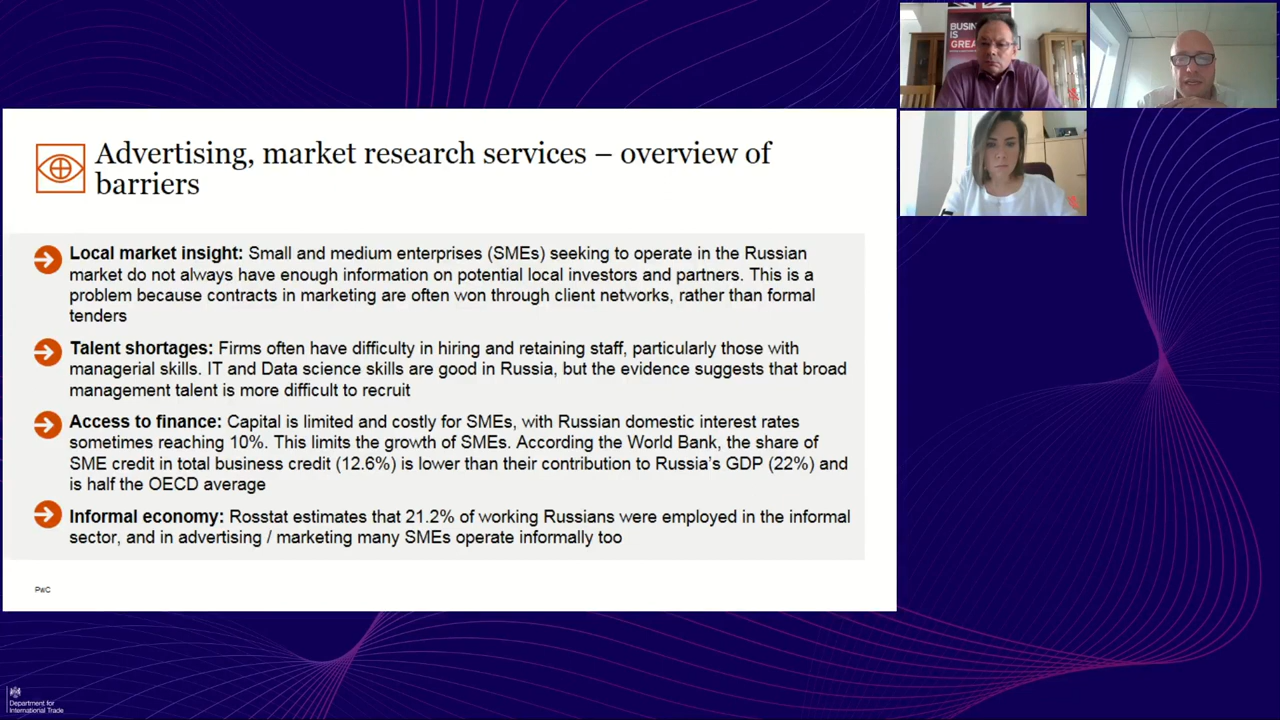 BUSIN
IS
GREA
Advertising, market research services – overview of
barriers
Local market insight: Small and medium enterprises (SMEs) seeking to operate in the Russian
market do not always have enough information on potential local investors and partners. This is a
problem because contracts in marketing are often won through client networks, rather than formal
tenders
Talent shortages: Firms often have difficulty in hiring and retaining staff, particularly those with
managerial skills. IT and Data science skills are good in Russia, but the evidence suggests that broad
management talent is more difficult to recruit
Access to finance: Capital is limited and costly for SMEs, with Russian domestic interest rates
sometimes reaching 10%. This limits the growth of SMEs. According the World Bank, the share of
SME credit in total business credit (12.6%) is lower than their contribution to Russia's GDP (22%) and
is half the OECD average
Informal economy: Rosstat estimates that 21.2% of working Russians were employed in the informal
sector, and in advertising / marketing many SMEs operate informally too
PwC
Department for
International Trade